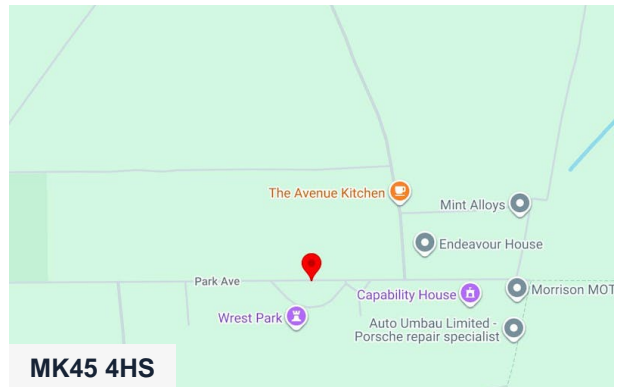 The Avenue Kitchen
Mint Alloys
Endeavour House
Park Ave
Capability House
Morrison MOT
Wrest Park
Auto Umbau Limited -
Porsche repair specialist
MK45 4HS